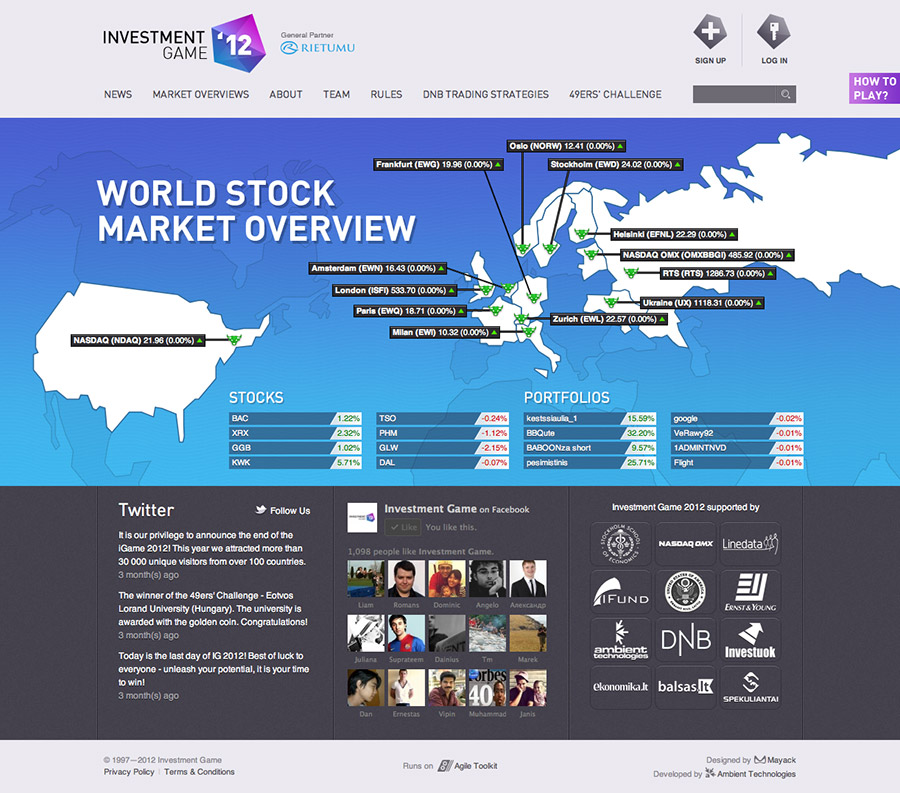 INVESTMENT
GAME
'12
General Partner
RIETUMU
SIGN UP
LOG IN
NEWS MARKET OVERVIEWS ABOUT TEAM RULES DNB TRADING STRATEGIES 49ERS' CHALLENGE
HOW TO
PLAY?
WORLD STOCK
MARKET OVERVIEW
Oslo (NORW) 12.41 (0.00%)
Frankfurt (EWG) 19.96 (0.00%)
Stockholm (EWD) 24.02 (0.00%)
Helsinki (EFNL) 22.29 (0.00%)
NASDAQ OMX (OMXBBGI) 485.92 (0.00%)
Amsterdam (EWN) 16.43 (0.00%)
RTS (RTS) 1286.73 (0.00%)
London (ISFI) 533.70 (0.00%)
Ukraine (UX) 1118.31 (0.00%)
Paris (EWQ) 18.71 (0.00%)
Zurich (EWL) 22.57 (0.00%)
Milan (EWI) 10.32 (0.00%)
NASDAQ (NDAQ) 21.96 (0.00%)
STOCKS
BAC 1.22% TSO -0.24%
XRX 2.32% PHM -1.12%
GGB 1.02% GLW -2.15%
KWK 5.71% DAL -0.07%
PORTFOLIOS
kestssiaulia_1 15.59% google -0.02%
BBQute 32.20% VeRawy92 -0.01%
BABOONza short 9.57% 1ADMINTNVD -0.01%
pesimistinis 25.71% Flight -0.01%
Twitter
Follow Us
It is our privilege to announce the end of the
iGame 2012! This year we attracted more than
30 000 unique visitors from over 100 countries.
3 month(s) ago
The winner of the 49ers' Challenge - Eotvos
Lorand University (Hungary). The university is
awarded with the golden coin. Congratulations!
3 month(s) ago
Today is the last day of IG 2012! Best of luck to
everyone - unleash your potential, it is your time
to win!
3 month(s) ago
INVESTMENT
GAME
Investment Game on Facebook
Like You like this.
1,098 people like Investment Game.
Liam Romans Dominic Angelo Александр
Juliana Suprateem Dainius Tm Marek
Forbes
40
Dan Ernestas Vipin Muhammad Janis
Investment Game 2012 supported by
STOCKHOLM SCHOOL OF ECONOMICS
NASDAQ OMX
Linedata
IFUND
ERNST & YOUNG
ambient
technologies
DNB
Investuok
ekonomika.lt
balsas.lt
SPEKULIANTAI
© 1997—2012 Investment Game
Privacy Policy | Terms & Conditions
Runs on Agile Toolkit
Designed by Mayack
Developed by Ambient Technologies